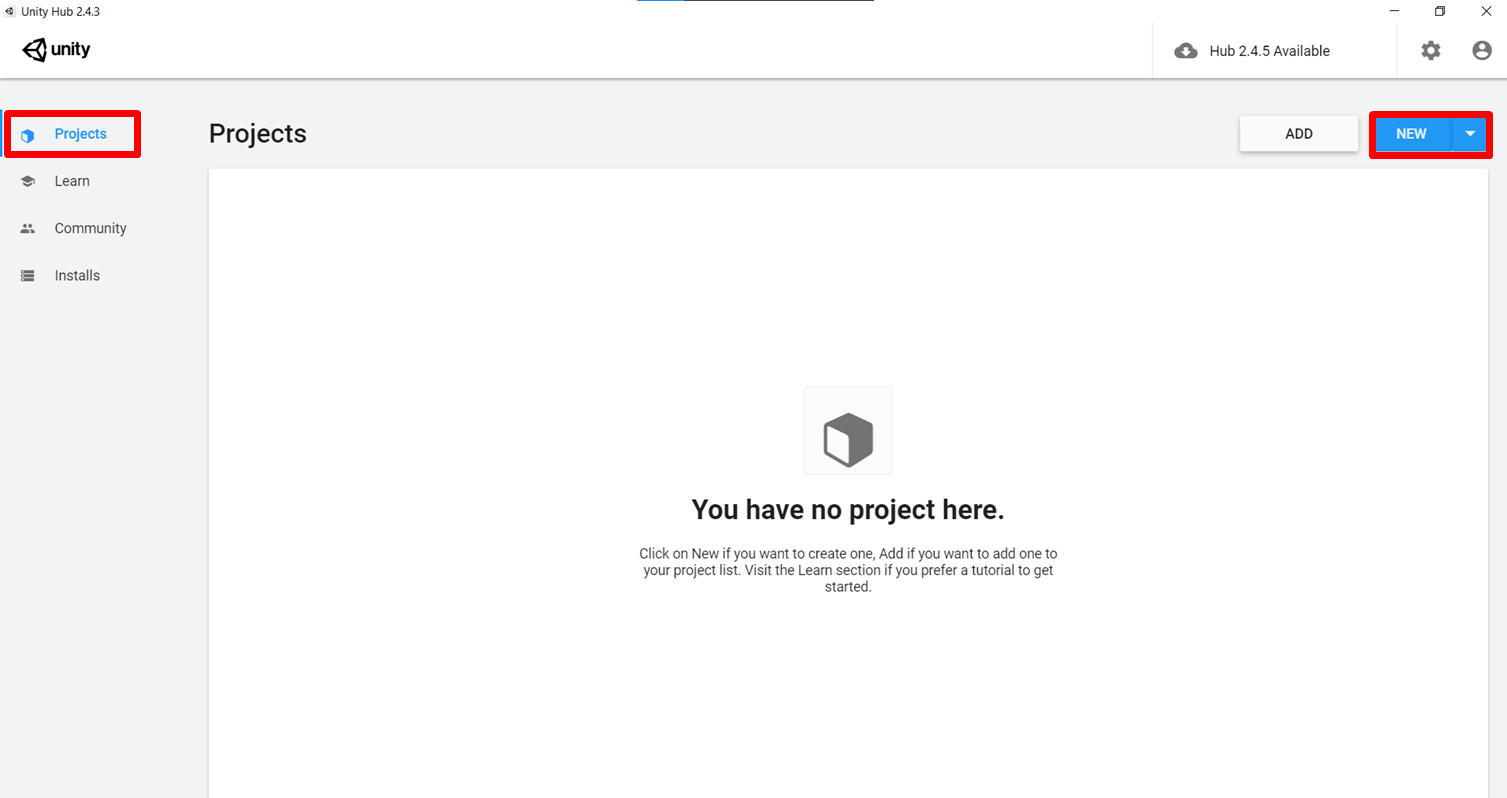 Unity Hub 2.4.3
unity
Hub 2.4.5 Available
Projects
Learn
Community
Installs
Projects
ADD
NEW
You have no project here.
Click on New if you want to create one, Add if you want to add one to
your project list. Visit the Learn section if you prefer a tutorial to get
started.